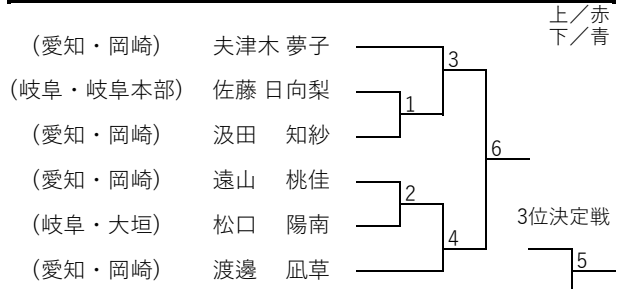 上／赤
下／青
(愛知・岡崎) 夫津木 夢子
3
(岐阜・岐阜本部) 佐藤 日向梨
1
(愛知・岡崎) 汲田 知紗
6
(愛知・岡崎) 遠山 桃佳
2
(岐阜・大垣) 松口 陽南
3位決定戦
4
5
(愛知・岡崎) 渡邊 凪草